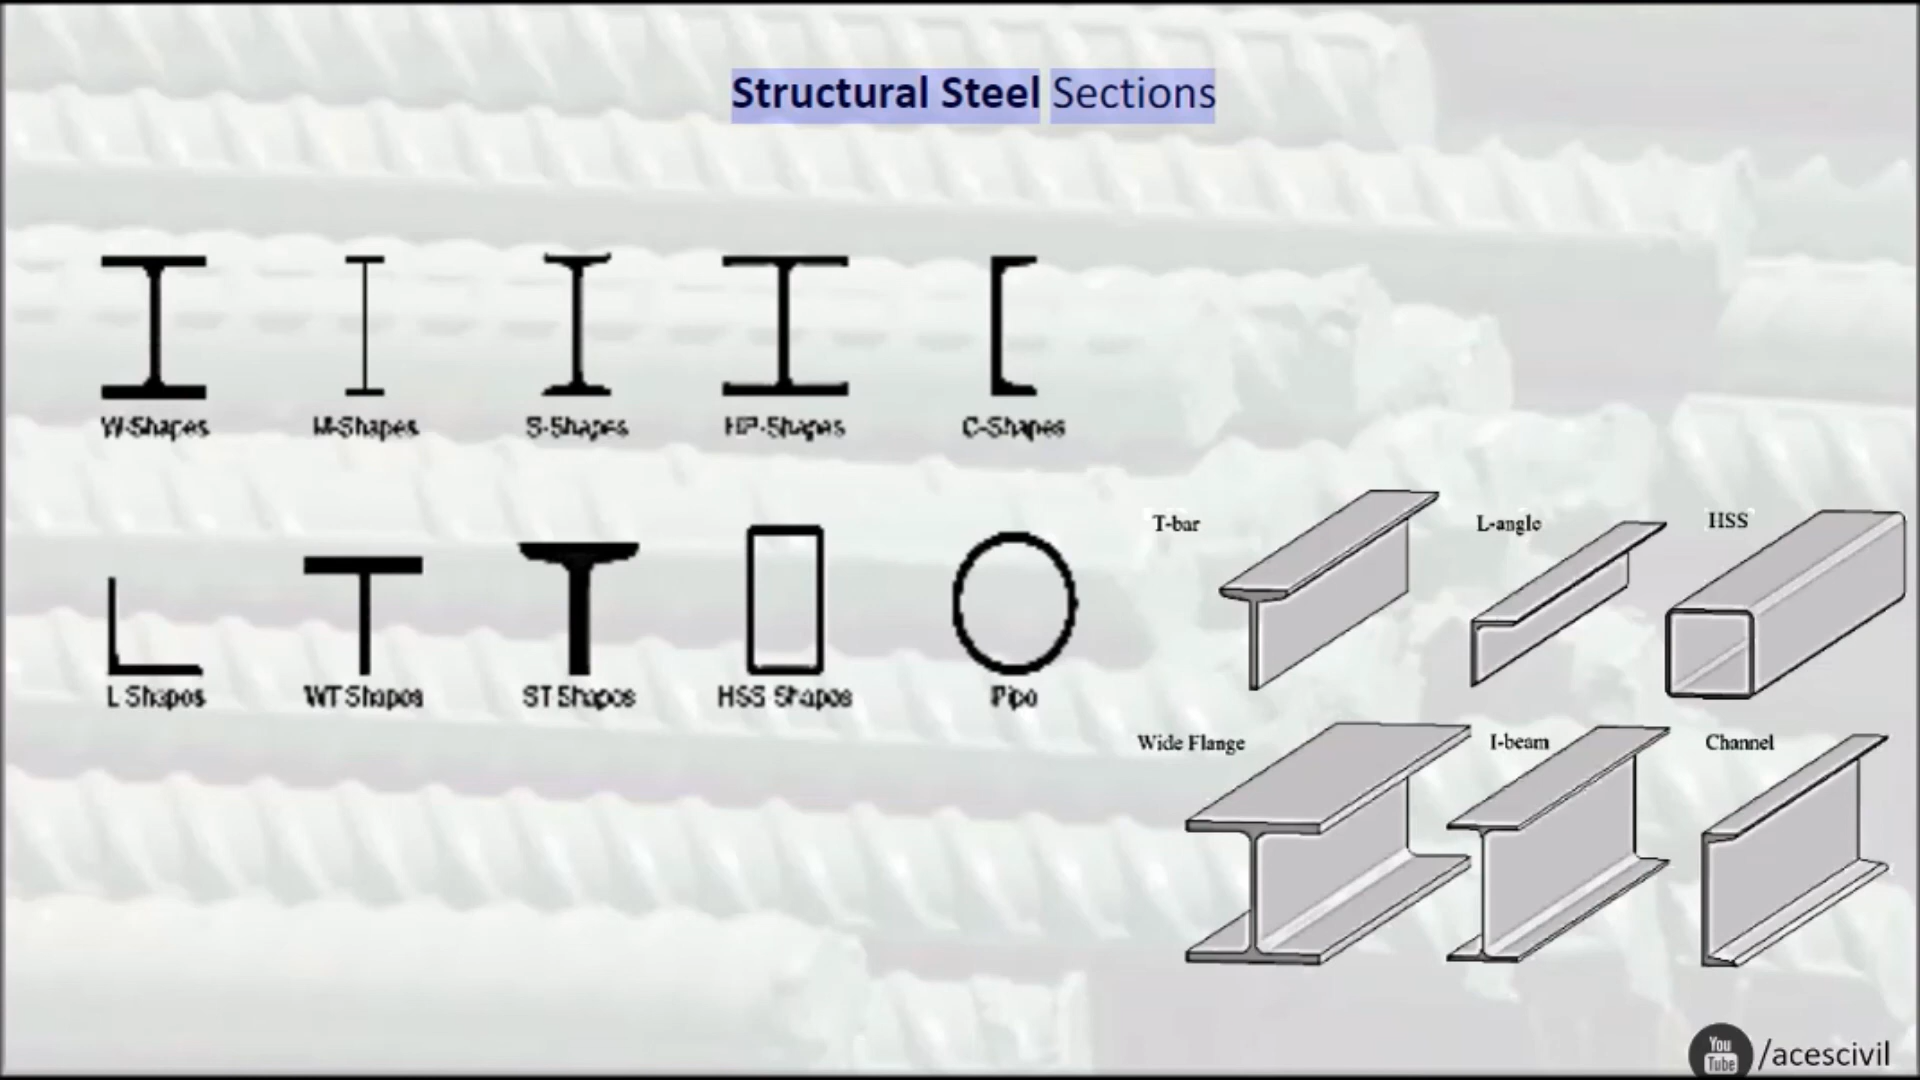 Structural Steel Sections
W-Shapes M-Shapes S-Shapes HP-Shapes C-Shapes
L Shapes WT Shapes ST Shapes HSS Shapes Pipe
T-bar L-angle HSS
Wide Flange I-beam Channel
You Tube /acescivil